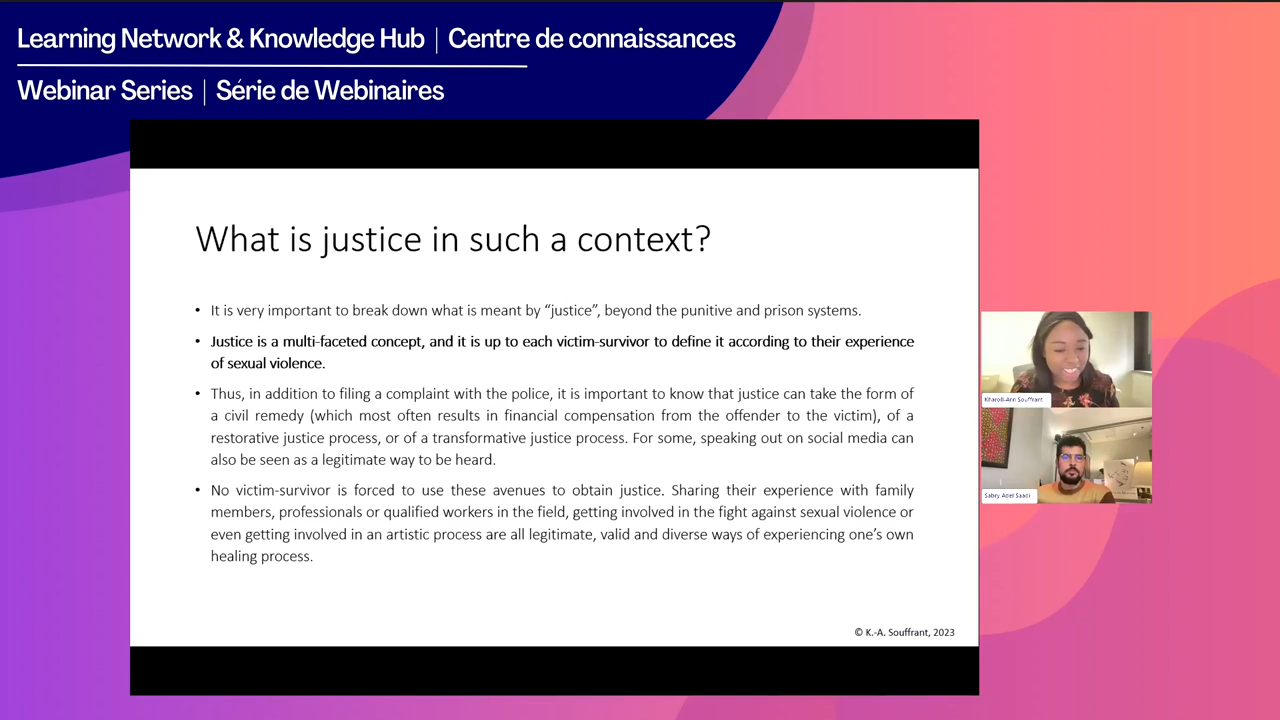 Learning Network & Knowledge Hub | Centre de connaissances
Webinar Series | Série de Webinaires
What is justice in such a context?
• It is very important to break down what is meant by “justice”, beyond the punitive and prison systems.
• Justice is a multi-faceted concept, and it is up to each victim-survivor to define it according to their experience
of sexual violence.
• Thus, in addition to filing a complaint with the police, it is important to know that justice can take the form of
a civil remedy (which most often results in financial compensation from the offender to the victim), of a
restorative justice process, or of a transformative justice process. For some, speaking out on social media can
also be seen as a legitimate way to be heard.
• No victim-survivor is forced to use these avenues to obtain justice. Sharing their experience with family
members, professionals or qualified workers in the field, getting involved in the fight against sexual violence or
even getting involved in an artistic process are all legitimate, valid and diverse ways of experiencing one’s own
healing process.
© K.-A. Souffrant, 2023
Kharoll-Ann Souffrant
Sabry Adel Saadi